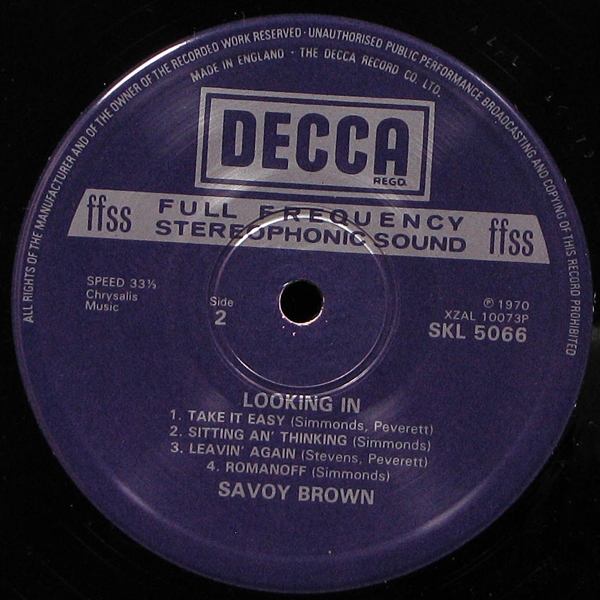 ALL RIGHTS OF THE MANUFACTURER AND OF THE OWNER OF THE RECORDED WORK RESERVED · UNAUTHORISED PUBLIC PERFORMANCE BROADCASTING AND COPYING OF THIS RECORD PROHIBITED
MADE IN ENGLAND · THE DECCA RECORD CO. LTD.
DECCA
REGD.
ffss FULL FREQUENCY STEREOPHONIC SOUND ffss
SPEED 33⅓
Chrysalis
Music
Side
2
℗ 1970
XZAL 10073P
SKL 5066
LOOKING IN
1. TAKE IT EASY (Simmonds, Peverett)
2. SITTING AN' THINKING (Simmonds)
3. LEAVIN' AGAIN (Stevens, Peverett)
4. ROMANOFF (Simmonds)
SAVOY BROWN